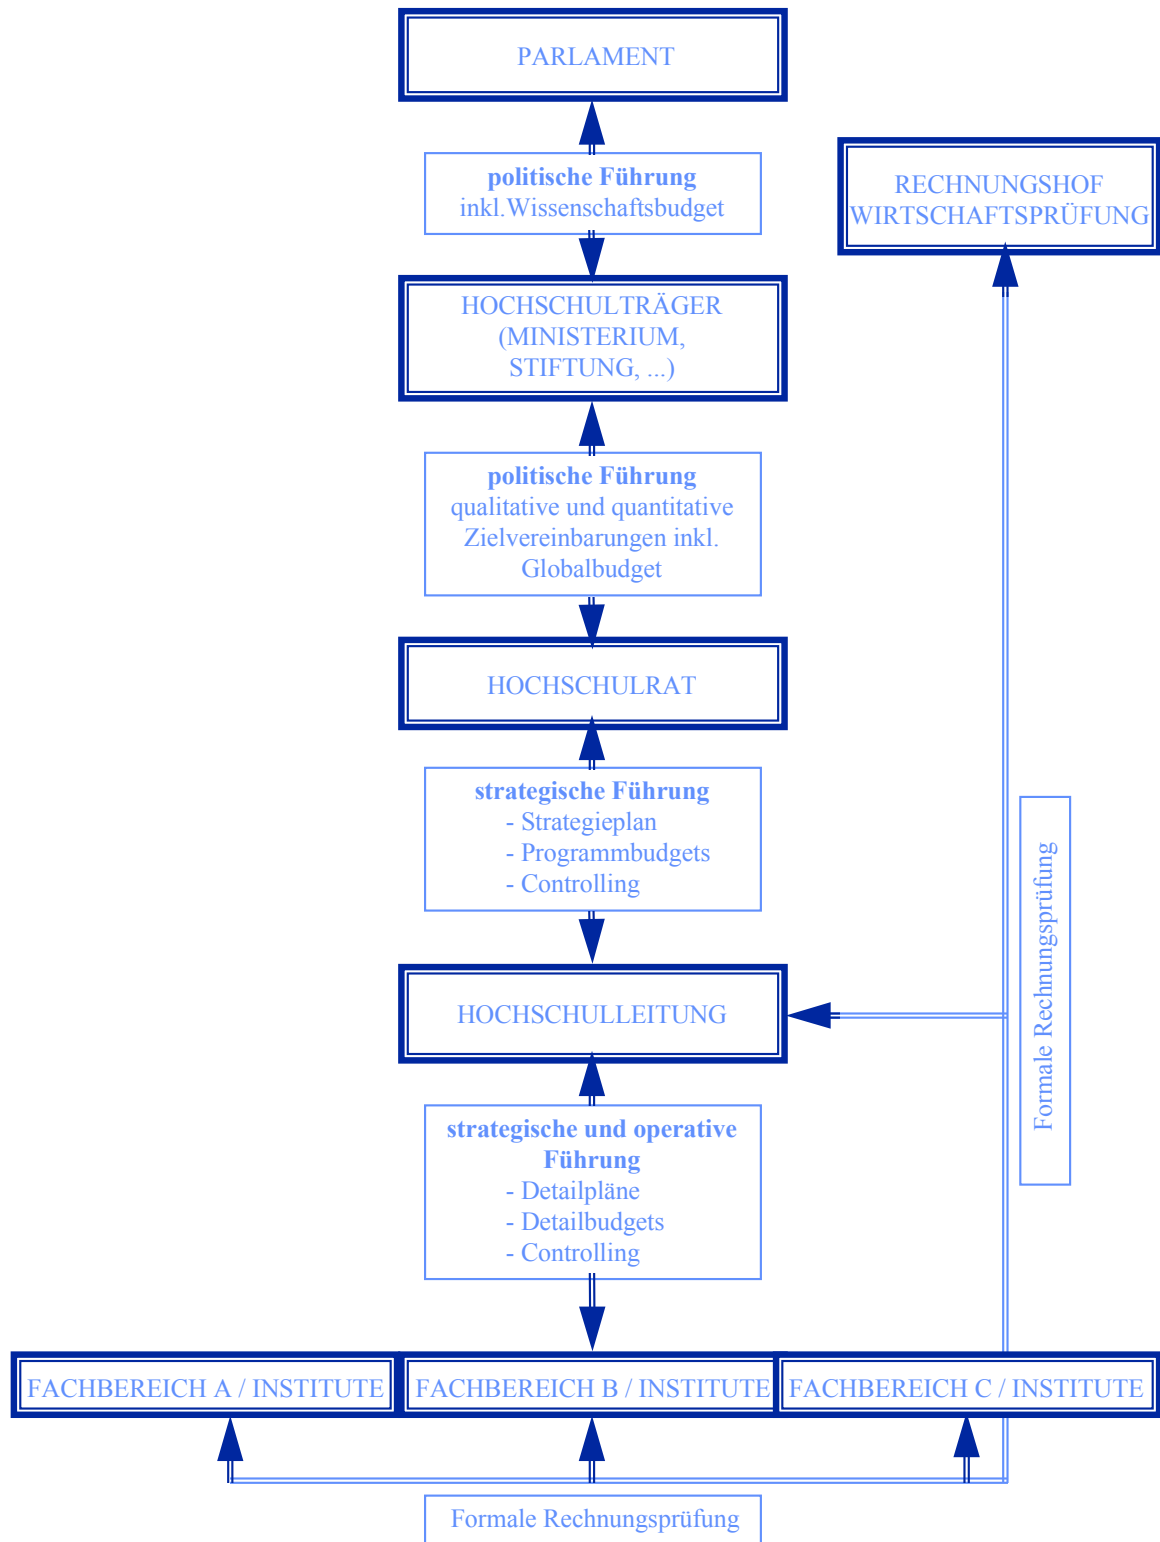 PARLAMENT
politische Führung
inkl.Wissenschaftsbudget
RECHNUNGSHOF
WIRTSCHAFTSPRÜFUNG
HOCHSCHULTRÄGER
(MINISTERIUM,
STIFTUNG, ...)
politische Führung
qualitative und quantitative
Zielvereinbarungen inkl.
Globalbudget
HOCHSCHULRAT
strategische Führung
- Strategieplan
- Programmbudgets
- Controlling
Formale Rechnungsprüfung
HOCHSCHULLEITUNG
strategische und operative
Führung
- Detailpläne
- Detailbudgets
- Controlling
FACHBEREICH A / INSTITUTE
FACHBEREICH B / INSTITUTE
FACHBEREICH C / INSTITUTE
Formale Rechnungsprüfung